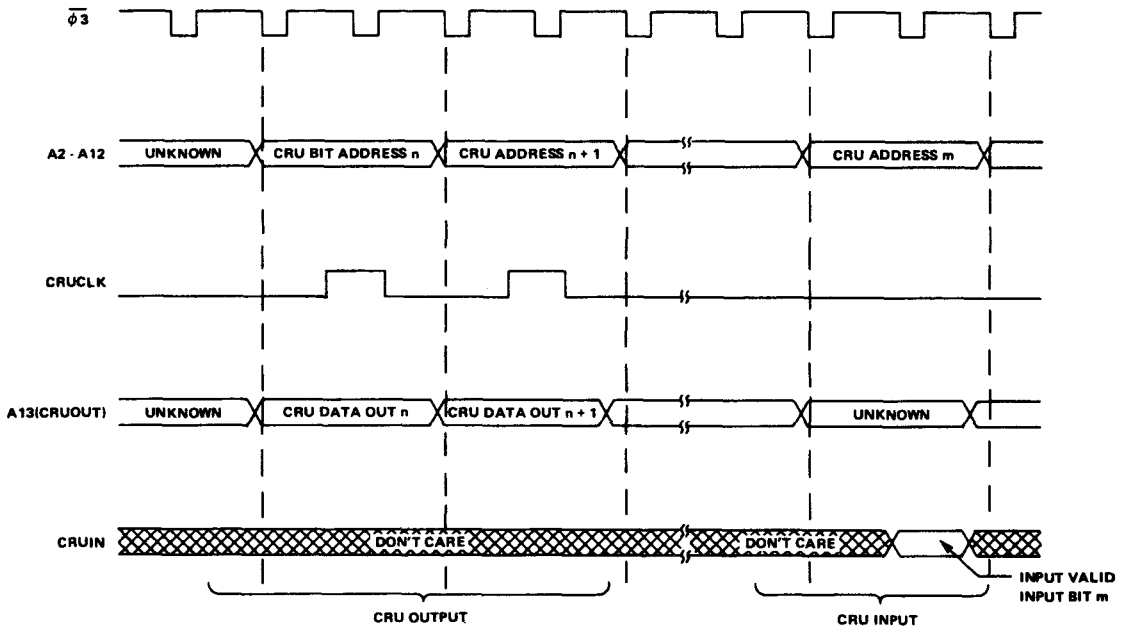 φ3
A2 - A12 UNKNOWN CRU BIT ADDRESS n CRU ADDRESS n + 1 CRU ADDRESS m
CRUCLK
A13(CRUOUT) UNKNOWN CRU DATA OUT n CRU DATA OUT n + 1 UNKNOWN
CRUIN DON'T CARE DON'T CARE
INPUT VALID
INPUT BIT m
CRU OUTPUT CRU INPUT